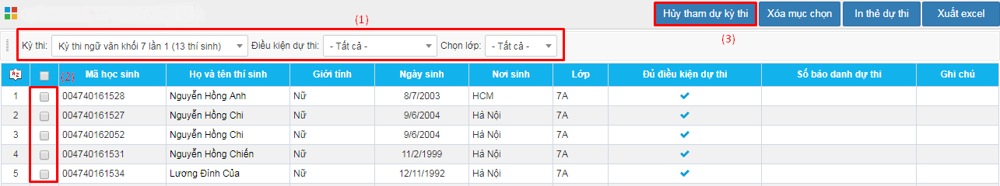 (1) Hủy tham dự kỳ thi Xóa mục chọn In thẻ dự thi Xuất excel
Kỳ thi: Kỳ thi ngữ văn khối 7 lần 1 (13 thí sinh) Điều kiện dự thi: - Tất cả - Chọn lớp: - Tất cả - (3)
(2) Mã học sinh Họ và tên thí sinh Giới tính Ngày sinh Nơi sinh Lớp Đủ điều kiện dự thi Số báo danh dự thi Ghi chú
1 004740161528 Nguyễn Hồng Anh Nữ 8/7/2003 HCM 7A
2 004740161527 Nguyễn Hồng Chi Nữ 9/6/2004 Hà Nội 7A
3 004740162052 Nguyễn Hồng Chi Nữ 9/6/2004 Hà Nội 7A
4 004740161531 Nguyễn Hồng Chiến Nữ 11/2/1999 Hà Nội 7A
5 004740161534 Lương Đình Của Nữ 12/11/1992 Hà Nội 7A